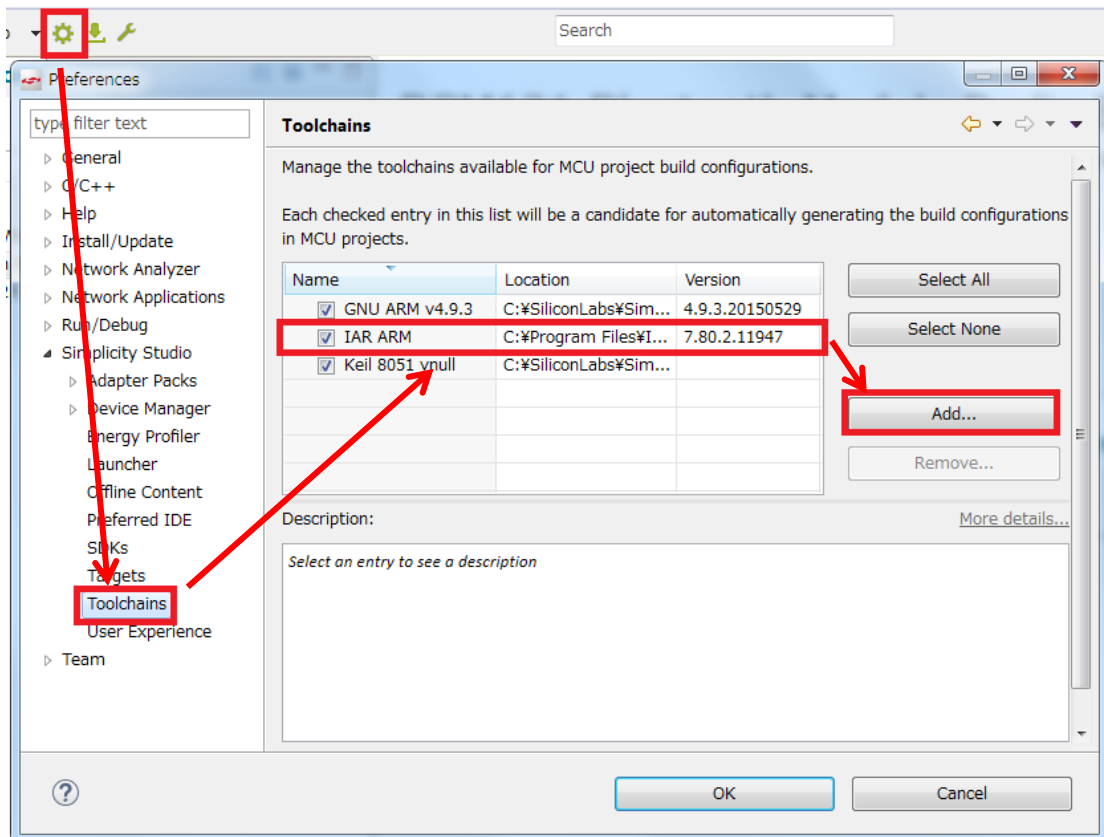 Search
Preferences
type filter text
General
C/C++
Help
Install/Update
Network Analyzer
Network Applications
Run/Debug
Simplicity Studio
Adapter Packs
Device Manager
Energy Profiler
Launcher
Offline Content
Preferred IDE
SDKs
Targets
Toolchains
User Experience
Team
Toolchains
Manage the toolchains available for MCU project build configurations.
Each checked entry in this list will be a candidate for automatically generating the build configurations
in MCU projects.
Name Location Version
GNU ARM v4.9.3 C:¥SiliconLabs¥Sim... 4.9.3.20150529
IAR ARM C:¥Program Files¥I... 7.80.2.11947
Keil 8051 vnull C:¥SiliconLabs¥Sim...
Select All
Select None
Add...
Remove...
Description:
More details...
Select an entry to see a description
OK
Cancel